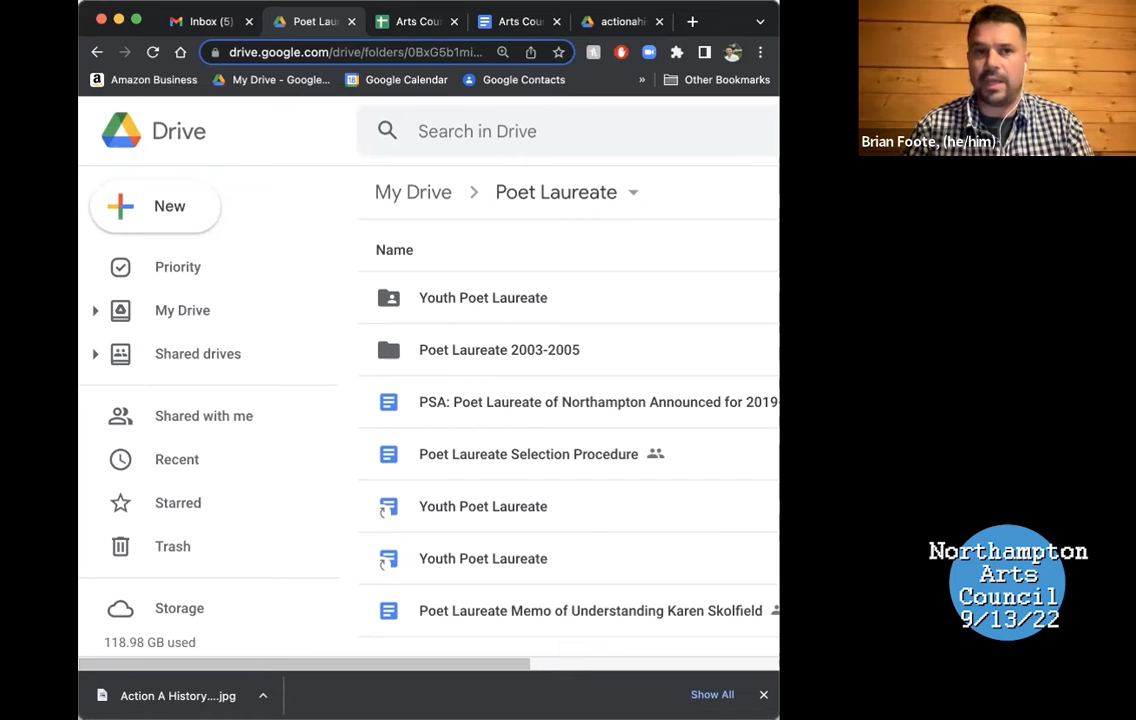 Inbox (5)
Poet Lau
Arts Cou
Arts Cou
actionahi
drive.google.com/drive/folders/0BxG5b1mi...
Amazon Business
My Drive - Google...
Google Calendar
Google Contacts
»
Other Bookmarks
Drive
Search in Drive
New
My Drive
Poet Laureate
Name
Priority
My Drive
Shared drives
Shared with me
Recent
Starred
Trash
Storage
118.98 GB used
Youth Poet Laureate
Poet Laureate 2003-2005
PSA: Poet Laureate of Northampton Announced for 2019-
Poet Laureate Selection Procedure
Youth Poet Laureate
Youth Poet Laureate
Poet Laureate Memo of Understanding Karen Skolfield
Action A History....jpg
Show All
Brian Foote, (he/him)
Northampton
Arts
Council
9/13/22